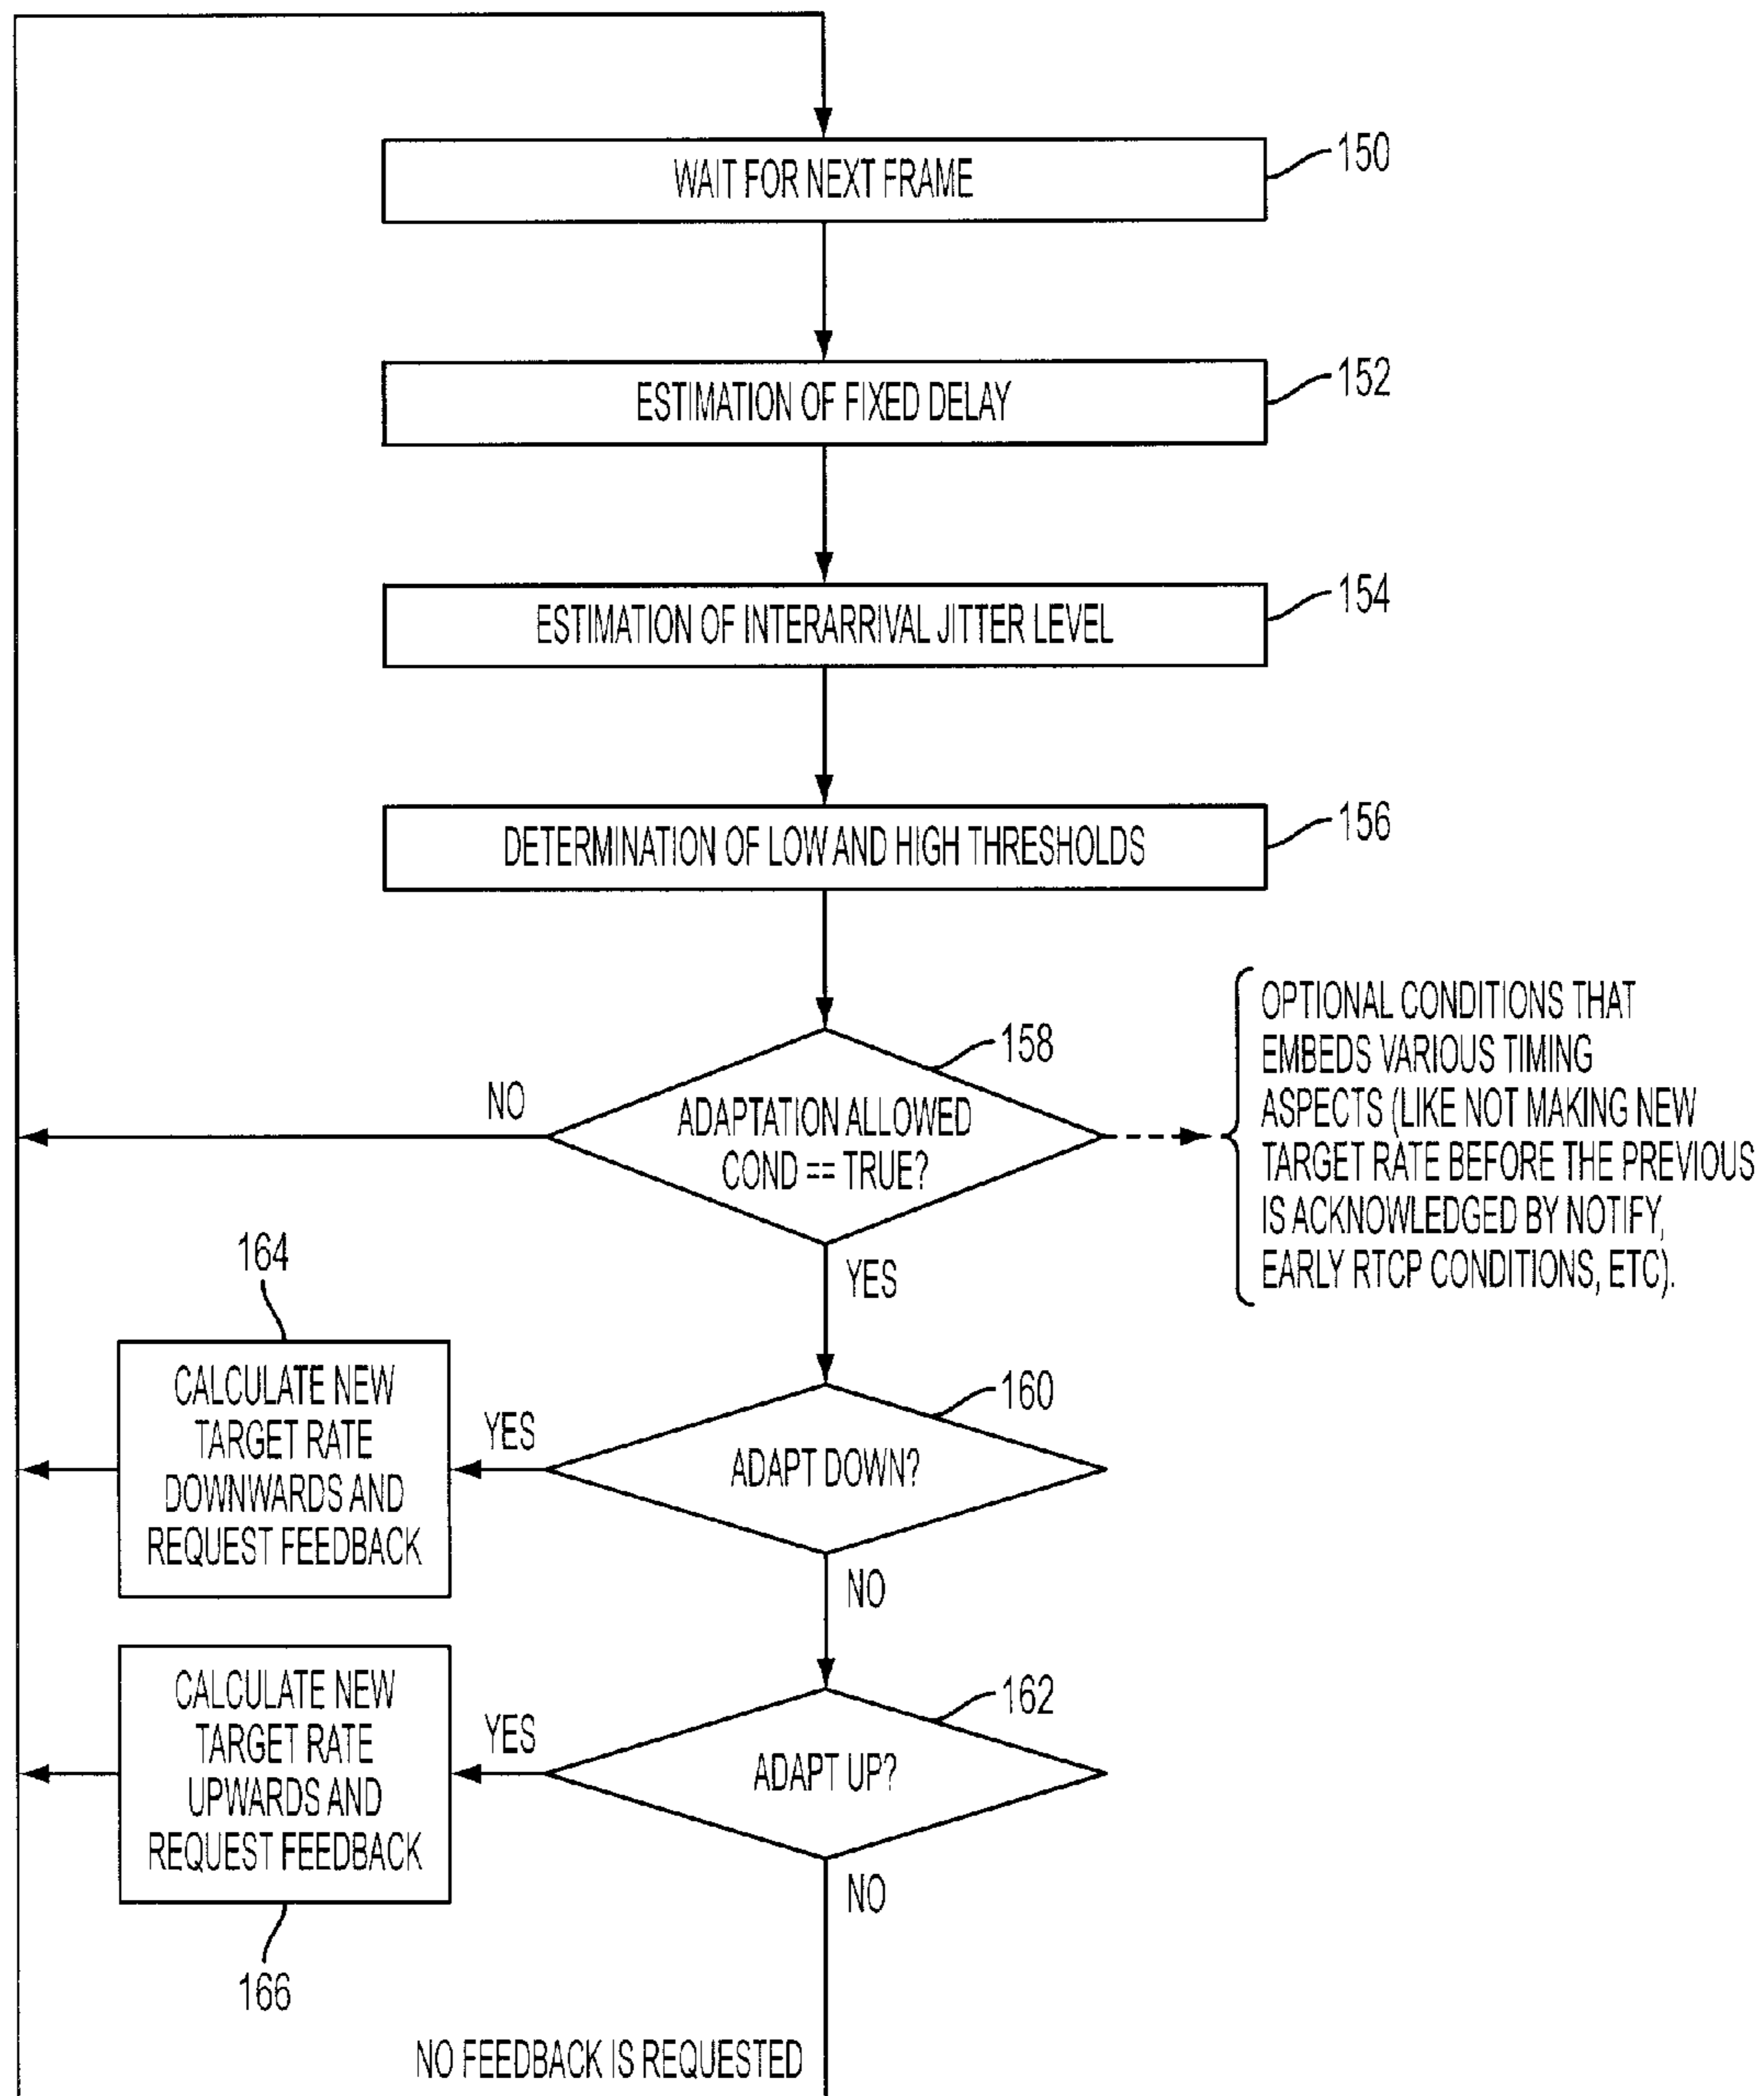 WAIT FOR NEXT FRAME
150
ESTIMATION OF FIXED DELAY
152
ESTIMATION OF INTERARRIVAL JITTER LEVEL
154
DETERMINATION OF LOW AND HIGH THRESHOLDS
156
158
NO
ADAPTATION ALLOWED
COND == TRUE?
YES
OPTIONAL CONDITIONS THAT
EMBEDS VARIOUS TIMING
ASPECTS (LIKE NOT MAKING NEW
TARGET RATE BEFORE THE PREVIOUS
IS ACKNOWLEDGED BY NOTIFY,
EARLY RTCP CONDITIONS, ETC).
164
CALCULATE NEW
TARGET RATE
DOWNWARDS AND
REQUEST FEEDBACK
YES
160
ADAPT DOWN?
NO
CALCULATE NEW
TARGET RATE
UPWARDS AND
REQUEST FEEDBACK
166
YES
162
ADAPT UP?
NO
NO FEEDBACK IS REQUESTED